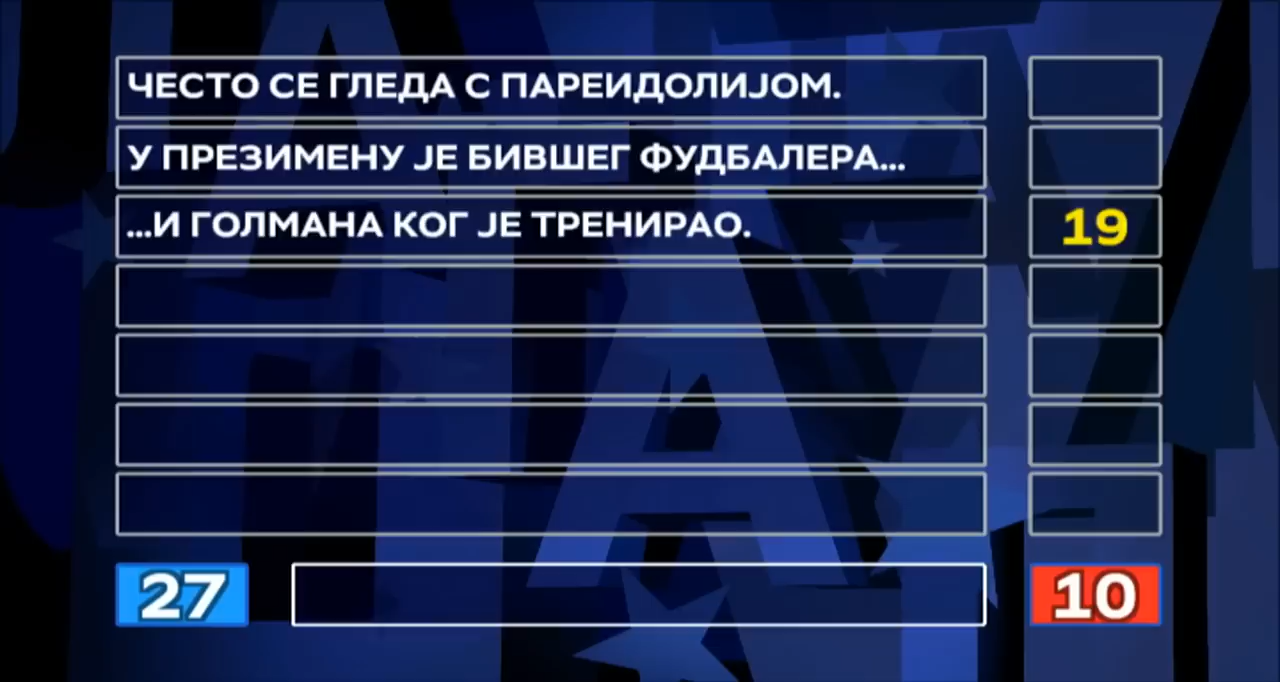 ЧЕСТО СЕ ГЛЕДА С ПАРЕИДОЛИЈОМ.
У ПРЕЗИМЕНУ ЈЕ БИВШЕГ ФУДБАЛЕРА...
...И ГОЛМАНА КОГ ЈЕ ТРЕНИРАО.
19
27
10